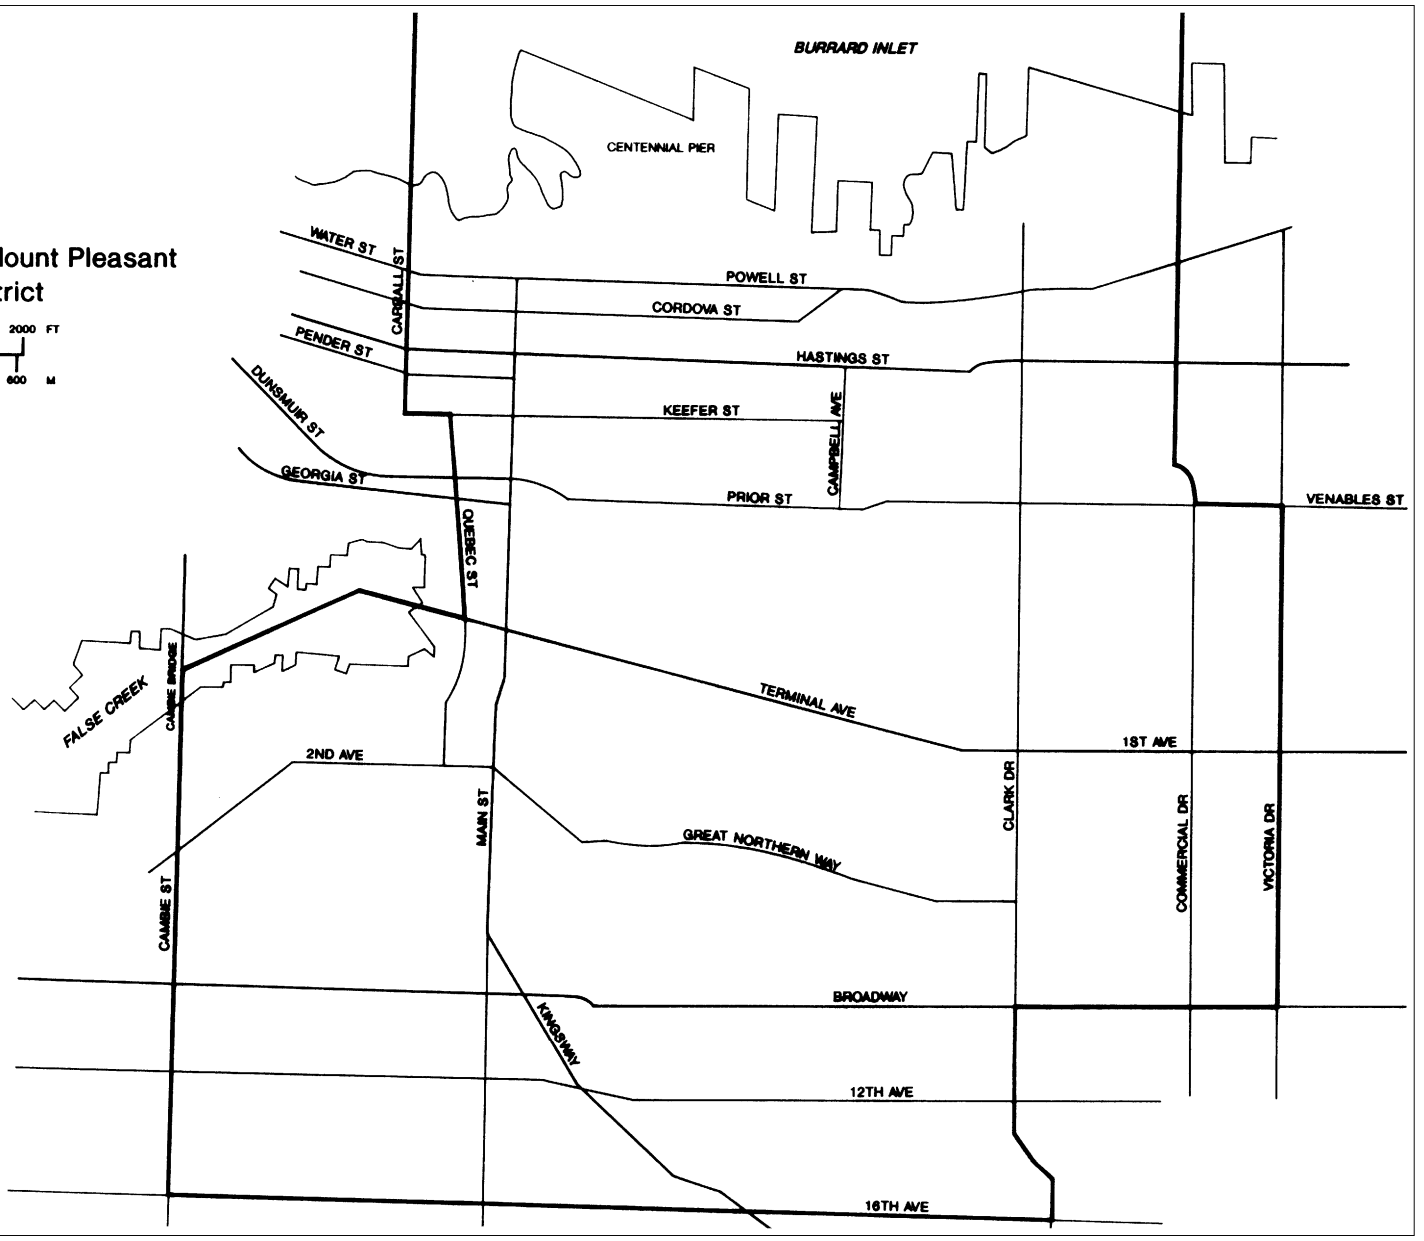 BURRARD INLET
CENTENNIAL PIER
WATER ST
CARRALL ST
POWELL ST
CORDOVA ST
lount Pleasant
trict
2000 FT
600 M
PENDER ST
HASTINGS ST
DUNSMUIR ST
KEEFER ST
CAMPBELL AVE
GEORGIA ST
PRIOR ST
VENABLES ST
QUEBEC ST
CAMBIE BRIDGE
FALSE CREEK
TERMINAL AVE
1ST AVE
2ND AVE
MAIN ST
CLARK DR
COMMERCIAL DR
VICTORIA DR
GREAT NORTHERN WAY
CAMBIE ST
BROADWAY
KINGSWAY
12TH AVE
16TH AVE